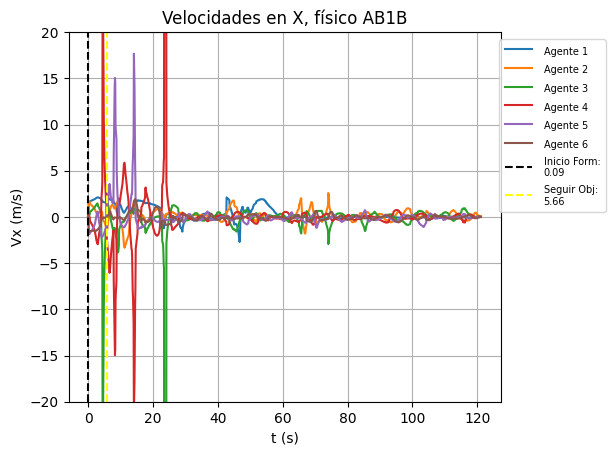 Velocidades en X, físico AB1B
20
15
10
5
0
−5
−10
−15
−20
Vx (m/s)
0
20
40
60
80
100
120
t (s)
Agente 1
Agente 2
Agente 3
Agente 4
Agente 5
Agente 6
Inicio Form:
0.09
Seguir Obj:
5.66